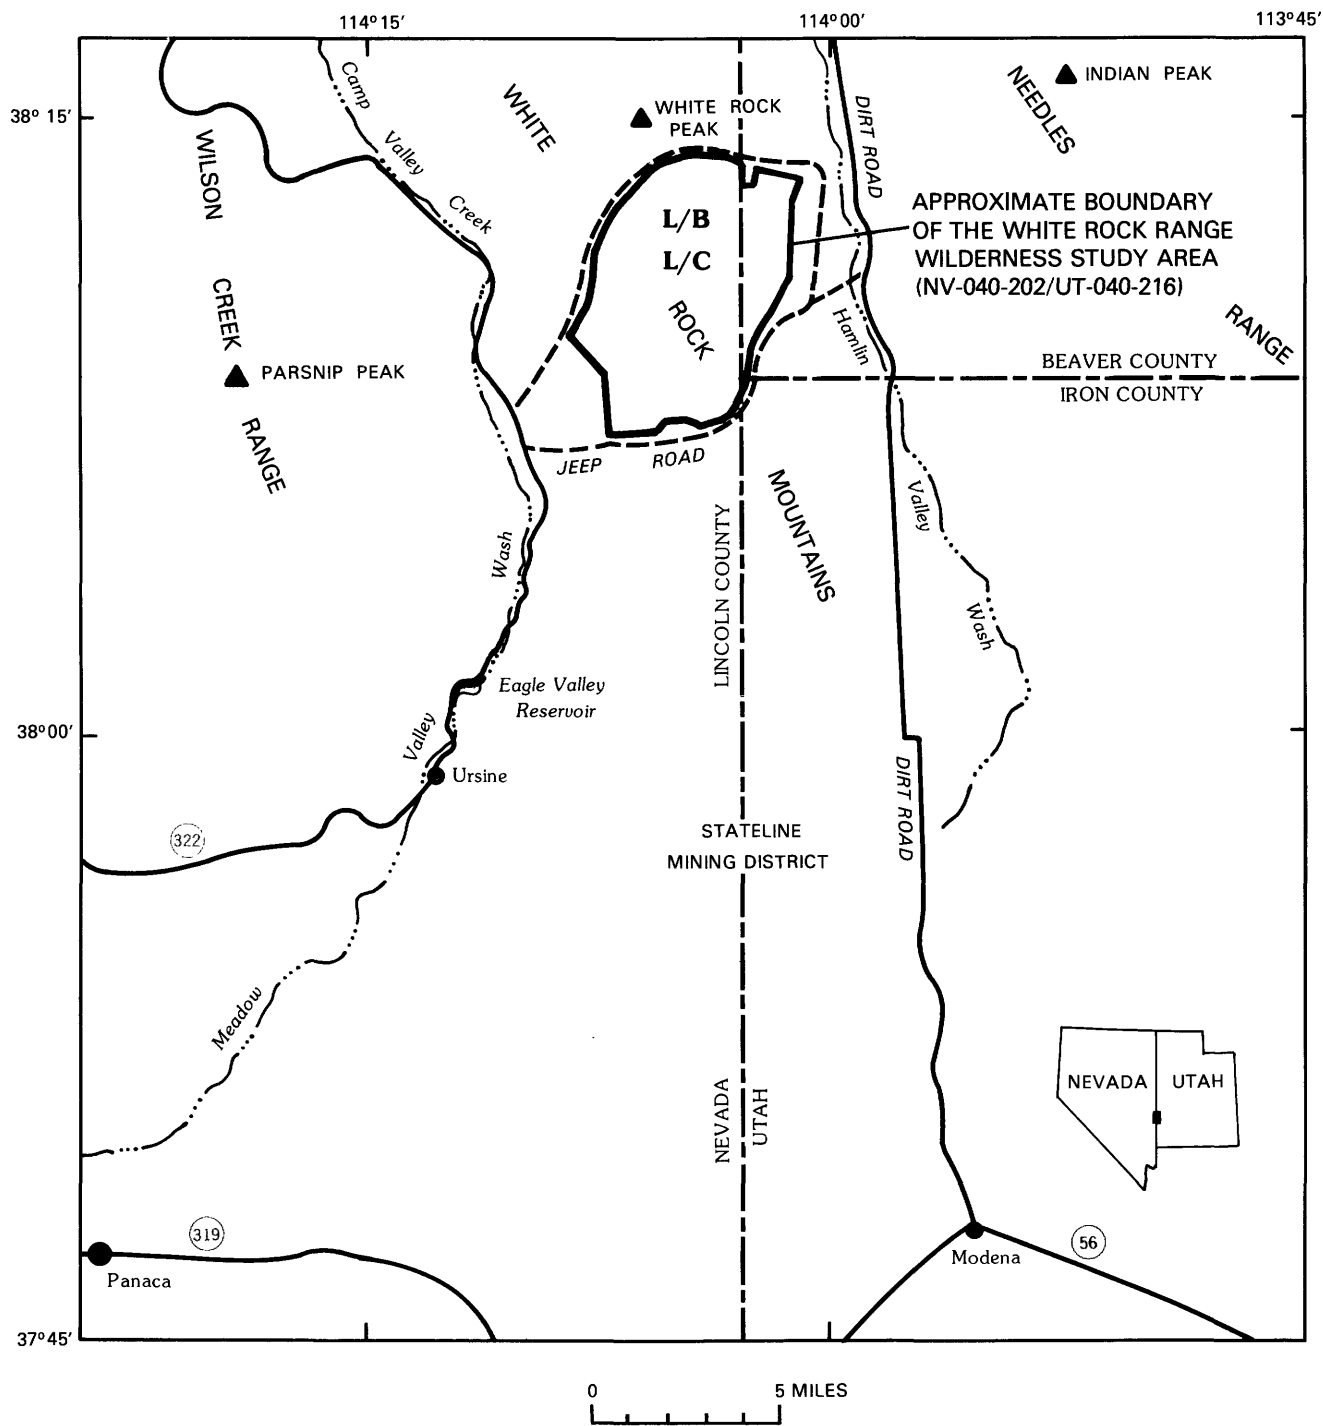 114°15′
114°00′
113°45′
38°15′
38°00′
37°45′
Camp
Valley
Creek
WHITE
ROCK
MOUNTAINS
WHITE ROCK
PEAK
DIRT ROAD
NEEDLES
RANGE
INDIAN PEAK
WILSON
CREEK
RANGE
PARSNIP PEAK
L/B
L/C
APPROXIMATE BOUNDARY
OF THE WHITE ROCK RANGE
WILDERNESS STUDY AREA
(NV-040-202/UT-040-216)
Hamlin
Valley
Wash
BEAVER COUNTY
IRON COUNTY
JEEP ROAD
LINCOLN COUNTY
Meadow
Valley
Wash
Eagle Valley
Reservoir
Ursine
322
STATELINE
MINING DISTRICT
DIRT ROAD
NEVADA
UTAH
NEVADA
UTAH
319
Panaca
Modena
56
0 5 MILES